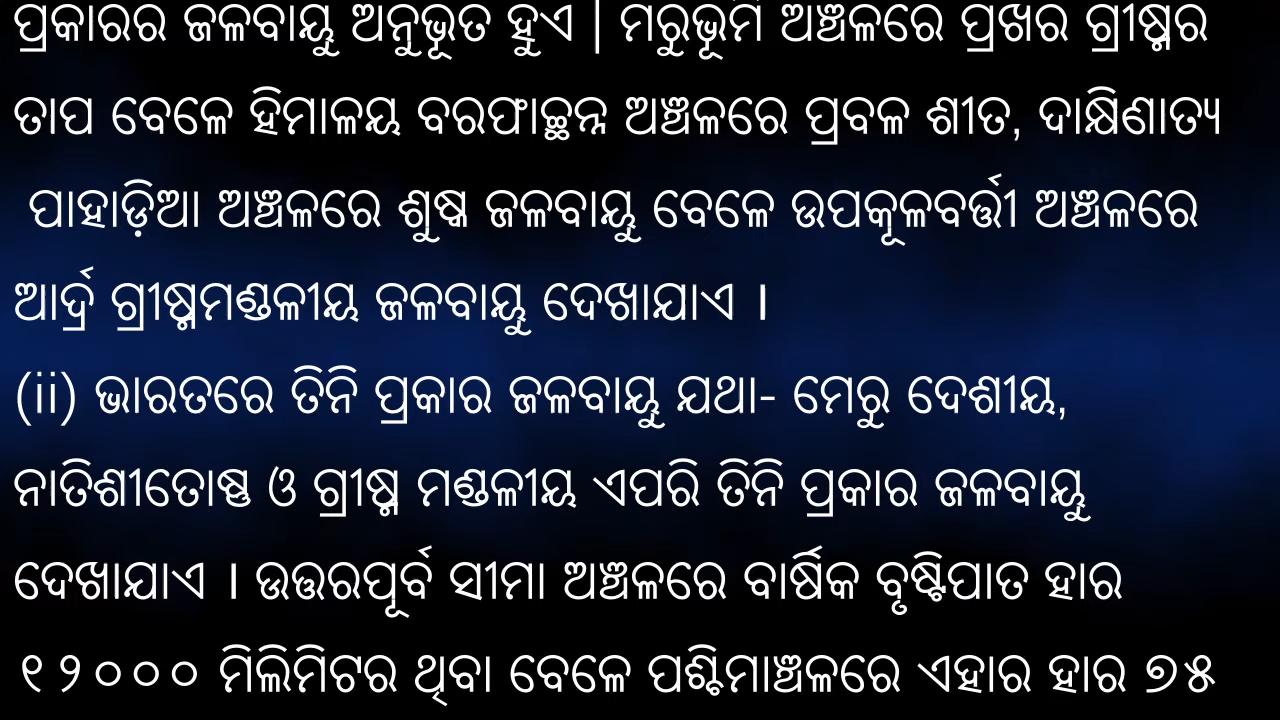 ପ୍ରକାରର ଜଳବାୟୁ ଅନୁଭୂତ ହୁଏ | ମରୁଭୂମି ଅଞ୍ଚଳରେ ପ୍ରଖର ଗ୍ରୀଷ୍ମର
ତାପ ବେଳେ ହିମାଳୟ ବରଫାଚ୍ଛନ୍ନ ଅଞ୍ଚଳରେ ପ୍ରବଳ ଶୀତ, ଦାକ୍ଷିଣାତ୍ୟ
ପାହାଡ଼ିଆ ଅଞ୍ଚଳରେ ଶୁଷ୍କ ଜଳବାୟୁ ବେଳେ ଉପକୂଳବର୍ତ୍ତୀ ଅଞ୍ଚଳରେ
ଆର୍ଦ୍ର ଗ୍ରୀଷ୍ମମଣ୍ଡଳୀୟ ଜଳବାୟୁ ଦେଖାଯାଏ ।
(ii) ଭାରତରେ ତିନି ପ୍ରକାର ଜଳବାୟୁ ଯଥା- ମେରୁ ଦେଶୀୟ,
ନାତିଶୀତୋଷ୍ଣ ଓ ଗ୍ରୀଷ୍ମ ମଣ୍ଡଳୀୟ ଏପରି ତିନି ପ୍ରକାର ଜଳବାୟୁ
ଦେଖାଯାଏ । ଉତ୍ତରପୂର୍ବ ସୀମା ଅଞ୍ଚଳରେ ବାର୍ଷିକ ବୃଷ୍ଟିପାତ ହାର
୧୨୦୦୦ ମିଲିମିଟର ଥିବା ବେଳେ ପଶ୍ଚିମାଞ୍ଚଳରେ ଏହାର ହାର ୭୫